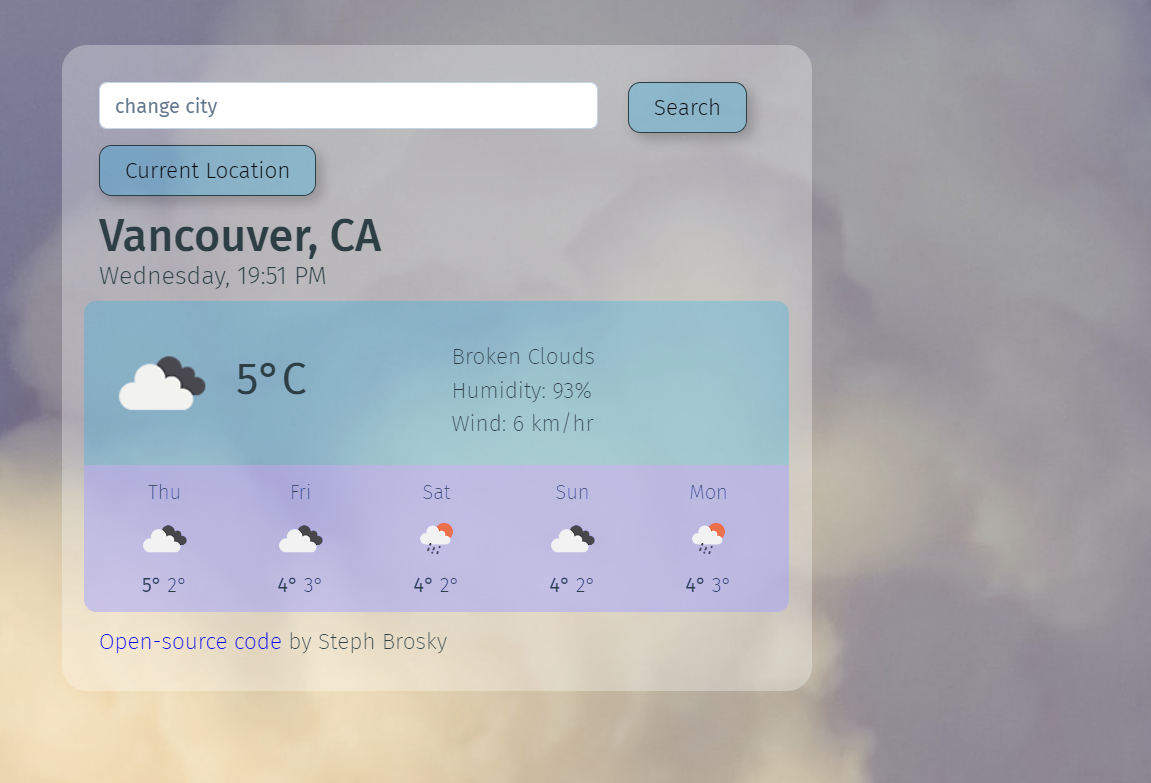 change city
Search
Current Location
Vancouver, CA
Wednesday, 19:51 PM
5°C
Broken Clouds
Humidity: 93%
Wind: 6 km/hr
Thu Fri Sat Sun Mon
5° 2° 4° 3° 4° 2° 4° 2° 4° 3°
Open-source code by Steph Brosky